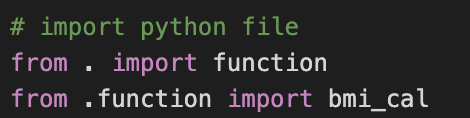 # import python file
from . import function
from .function import bmi_cal